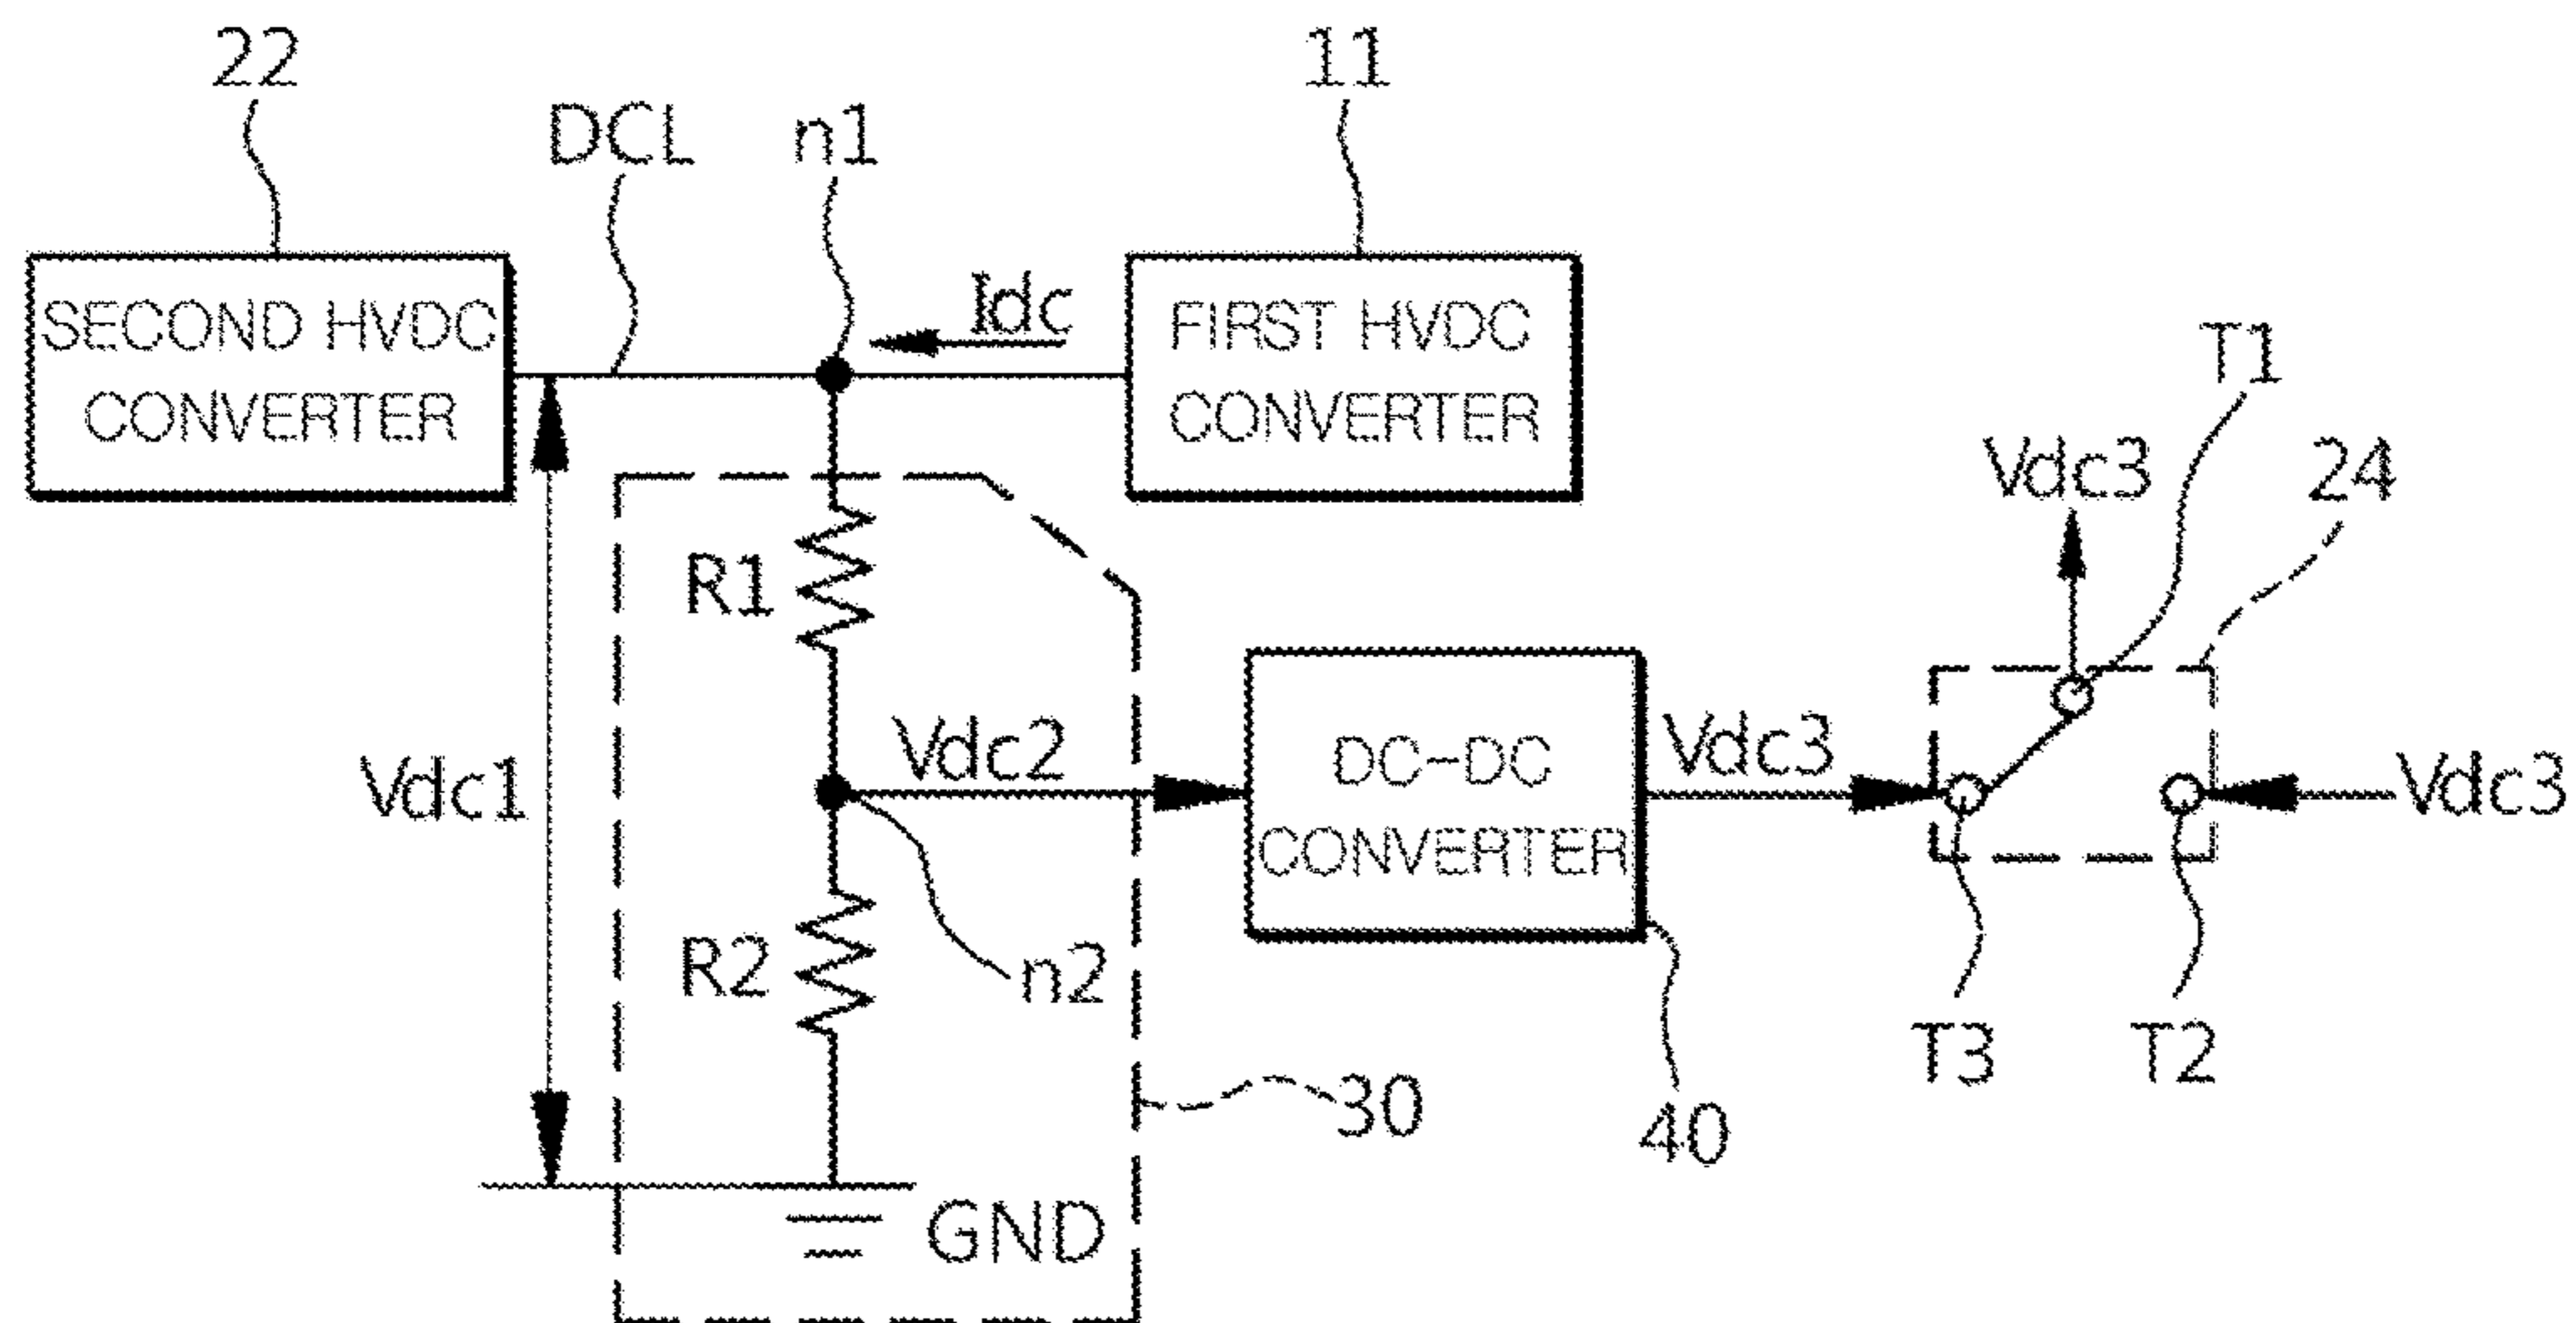 22
11
DCL
n1
Idc
SECOND HVDC
CONVERTER
FIRST HVDC
CONVERTER
T1
Vdc3
24
R1
Vdc1
Vdc2
DC-DC
CONVERTER
Vdc3
Vdc3
R2
n2
T3
T2
30
40
GND